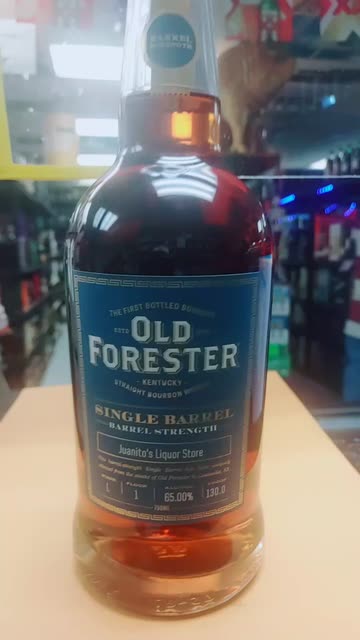 BARREL
STRENGTH
THE FIRST BOTTLED BOURBON
ESTD
OLD
FORESTER
KENTUCKY
STRAIGHT BOURBON WHISKY
SINGLE BARREL
BARREL STRENGTH
Juanito's Liquor Store
65.00%
130.0
1
1
750ML